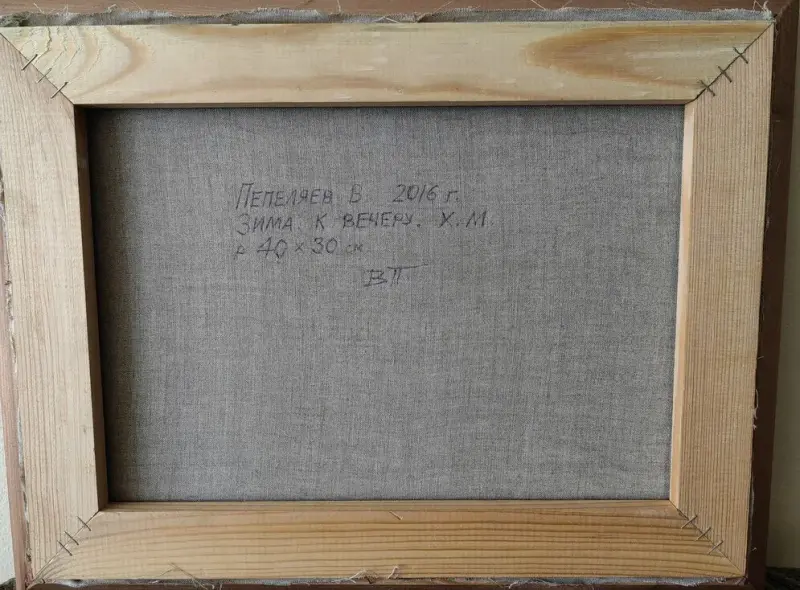 ПЕПЕЛЯЕВ В. 2016 г.
ЗИМА. К ВЕЧЕРУ. Х.М.
р 40 × 30 см
ВП